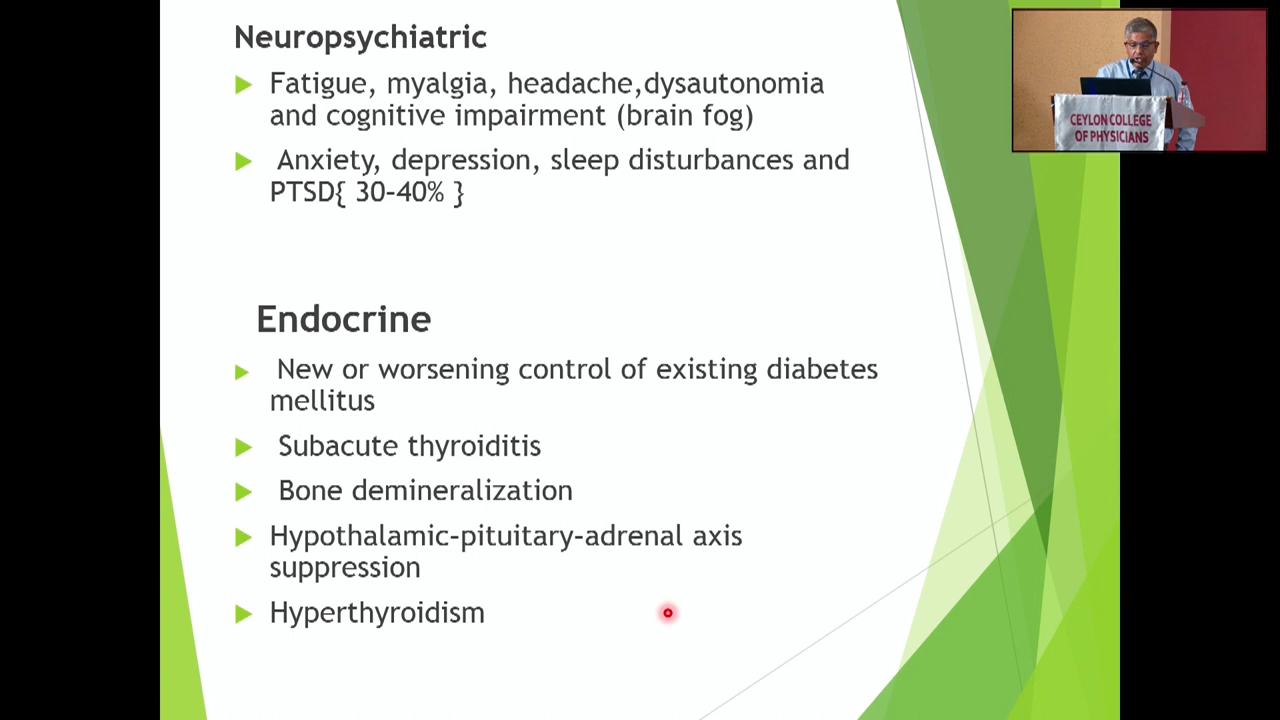 Neuropsychiatric
Fatigue, myalgia, headache,dysautonomia
and cognitive impairment (brain fog)
Anxiety, depression, sleep disturbances and
PTSD{ 30-40% }
Endocrine
New or worsening control of existing diabetes
mellitus
Subacute thyroiditis
Bone demineralization
Hypothalamic-pituitary-adrenal axis
suppression
Hyperthyroidism
CEYLON COLLEGE
OF PHYSICIANS